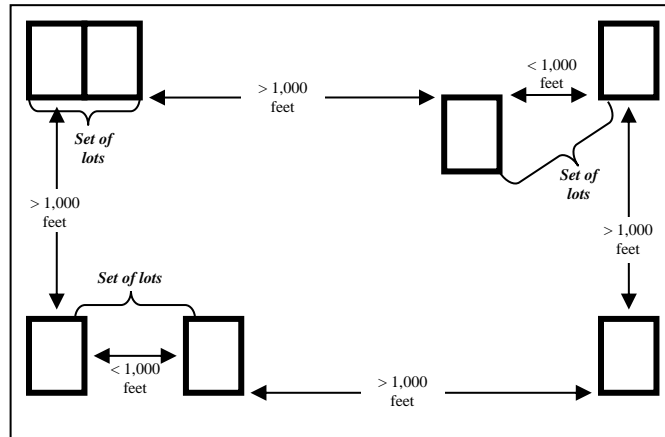 < 1,000
feet
> 1,000
feet
Set of
lots
Set of
lots
> 1,000
feet
> 1,000
feet
Set of lots
< 1,000
feet
> 1,000
feet